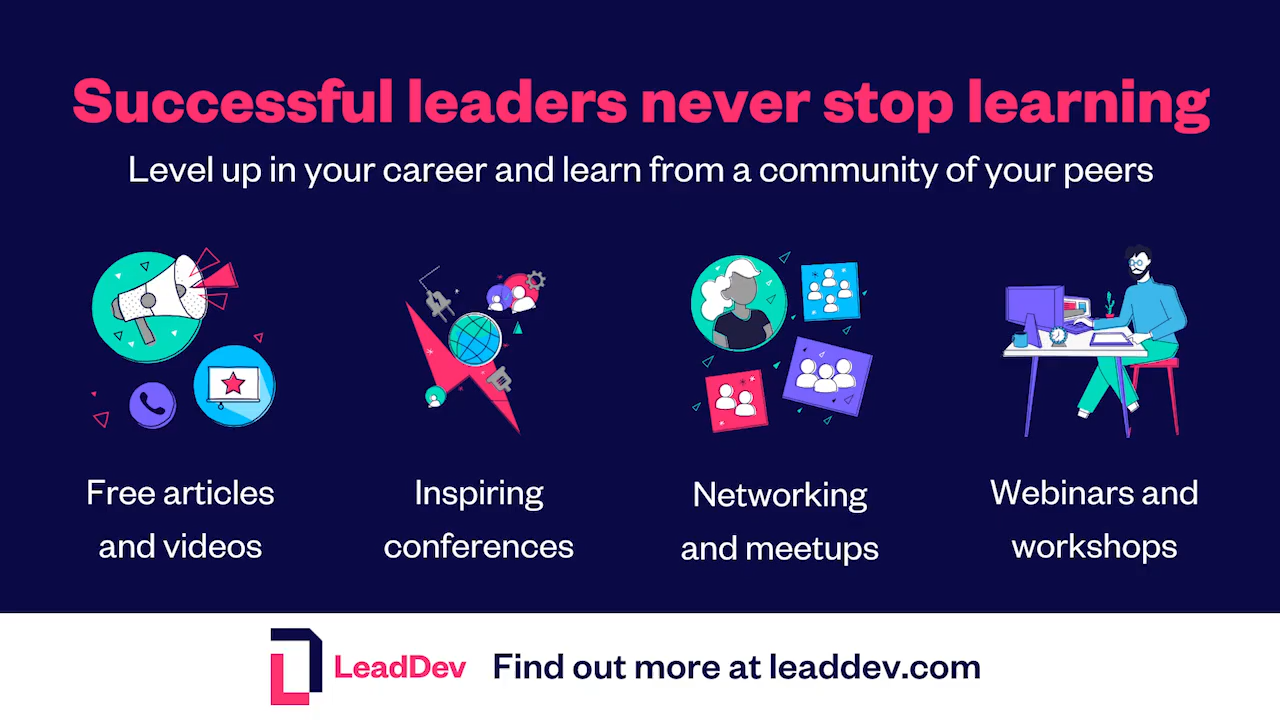 Successful leaders never stop learning
Level up in your career and learn from a community of your peers
Free articles
and videos
Inspiring
conferences
Networking
and meetups
Webinars and
workshops
LeadDev
Find out more at leaddev.com